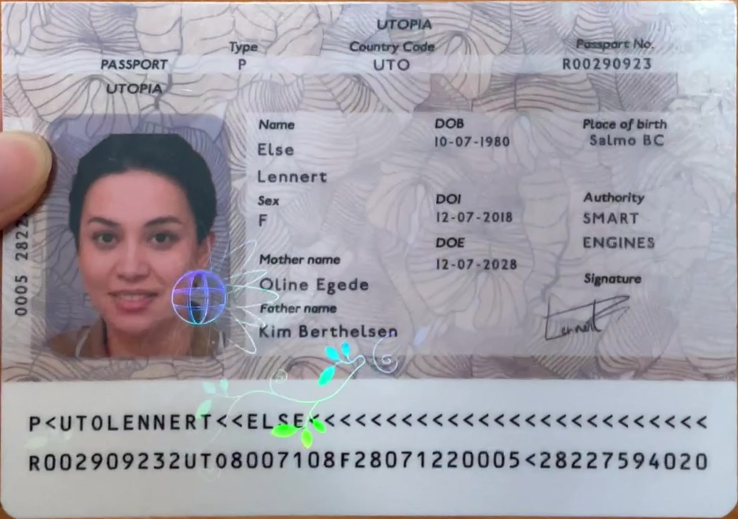 UTOPIA
Type Country Code Passport No.
PASSPORT P UTO R00290923
UTOPIA
Name DOB Place of birth
Else 10-07-1980 Salmo BC
Lennert
Sex DOI Authority
F 12-07-2018 SMART
DOE ENGINES
Mother name 12-07-2028 Signature
Oline Egede
Father name Lennert
Kim Berthelsen
0005 2822
P<UTOLENNERT<<ELSE<<<<<<<<<<<<<<<<<<<<<<<<<<
R002909232UTO8007108F28071220005<28227594020